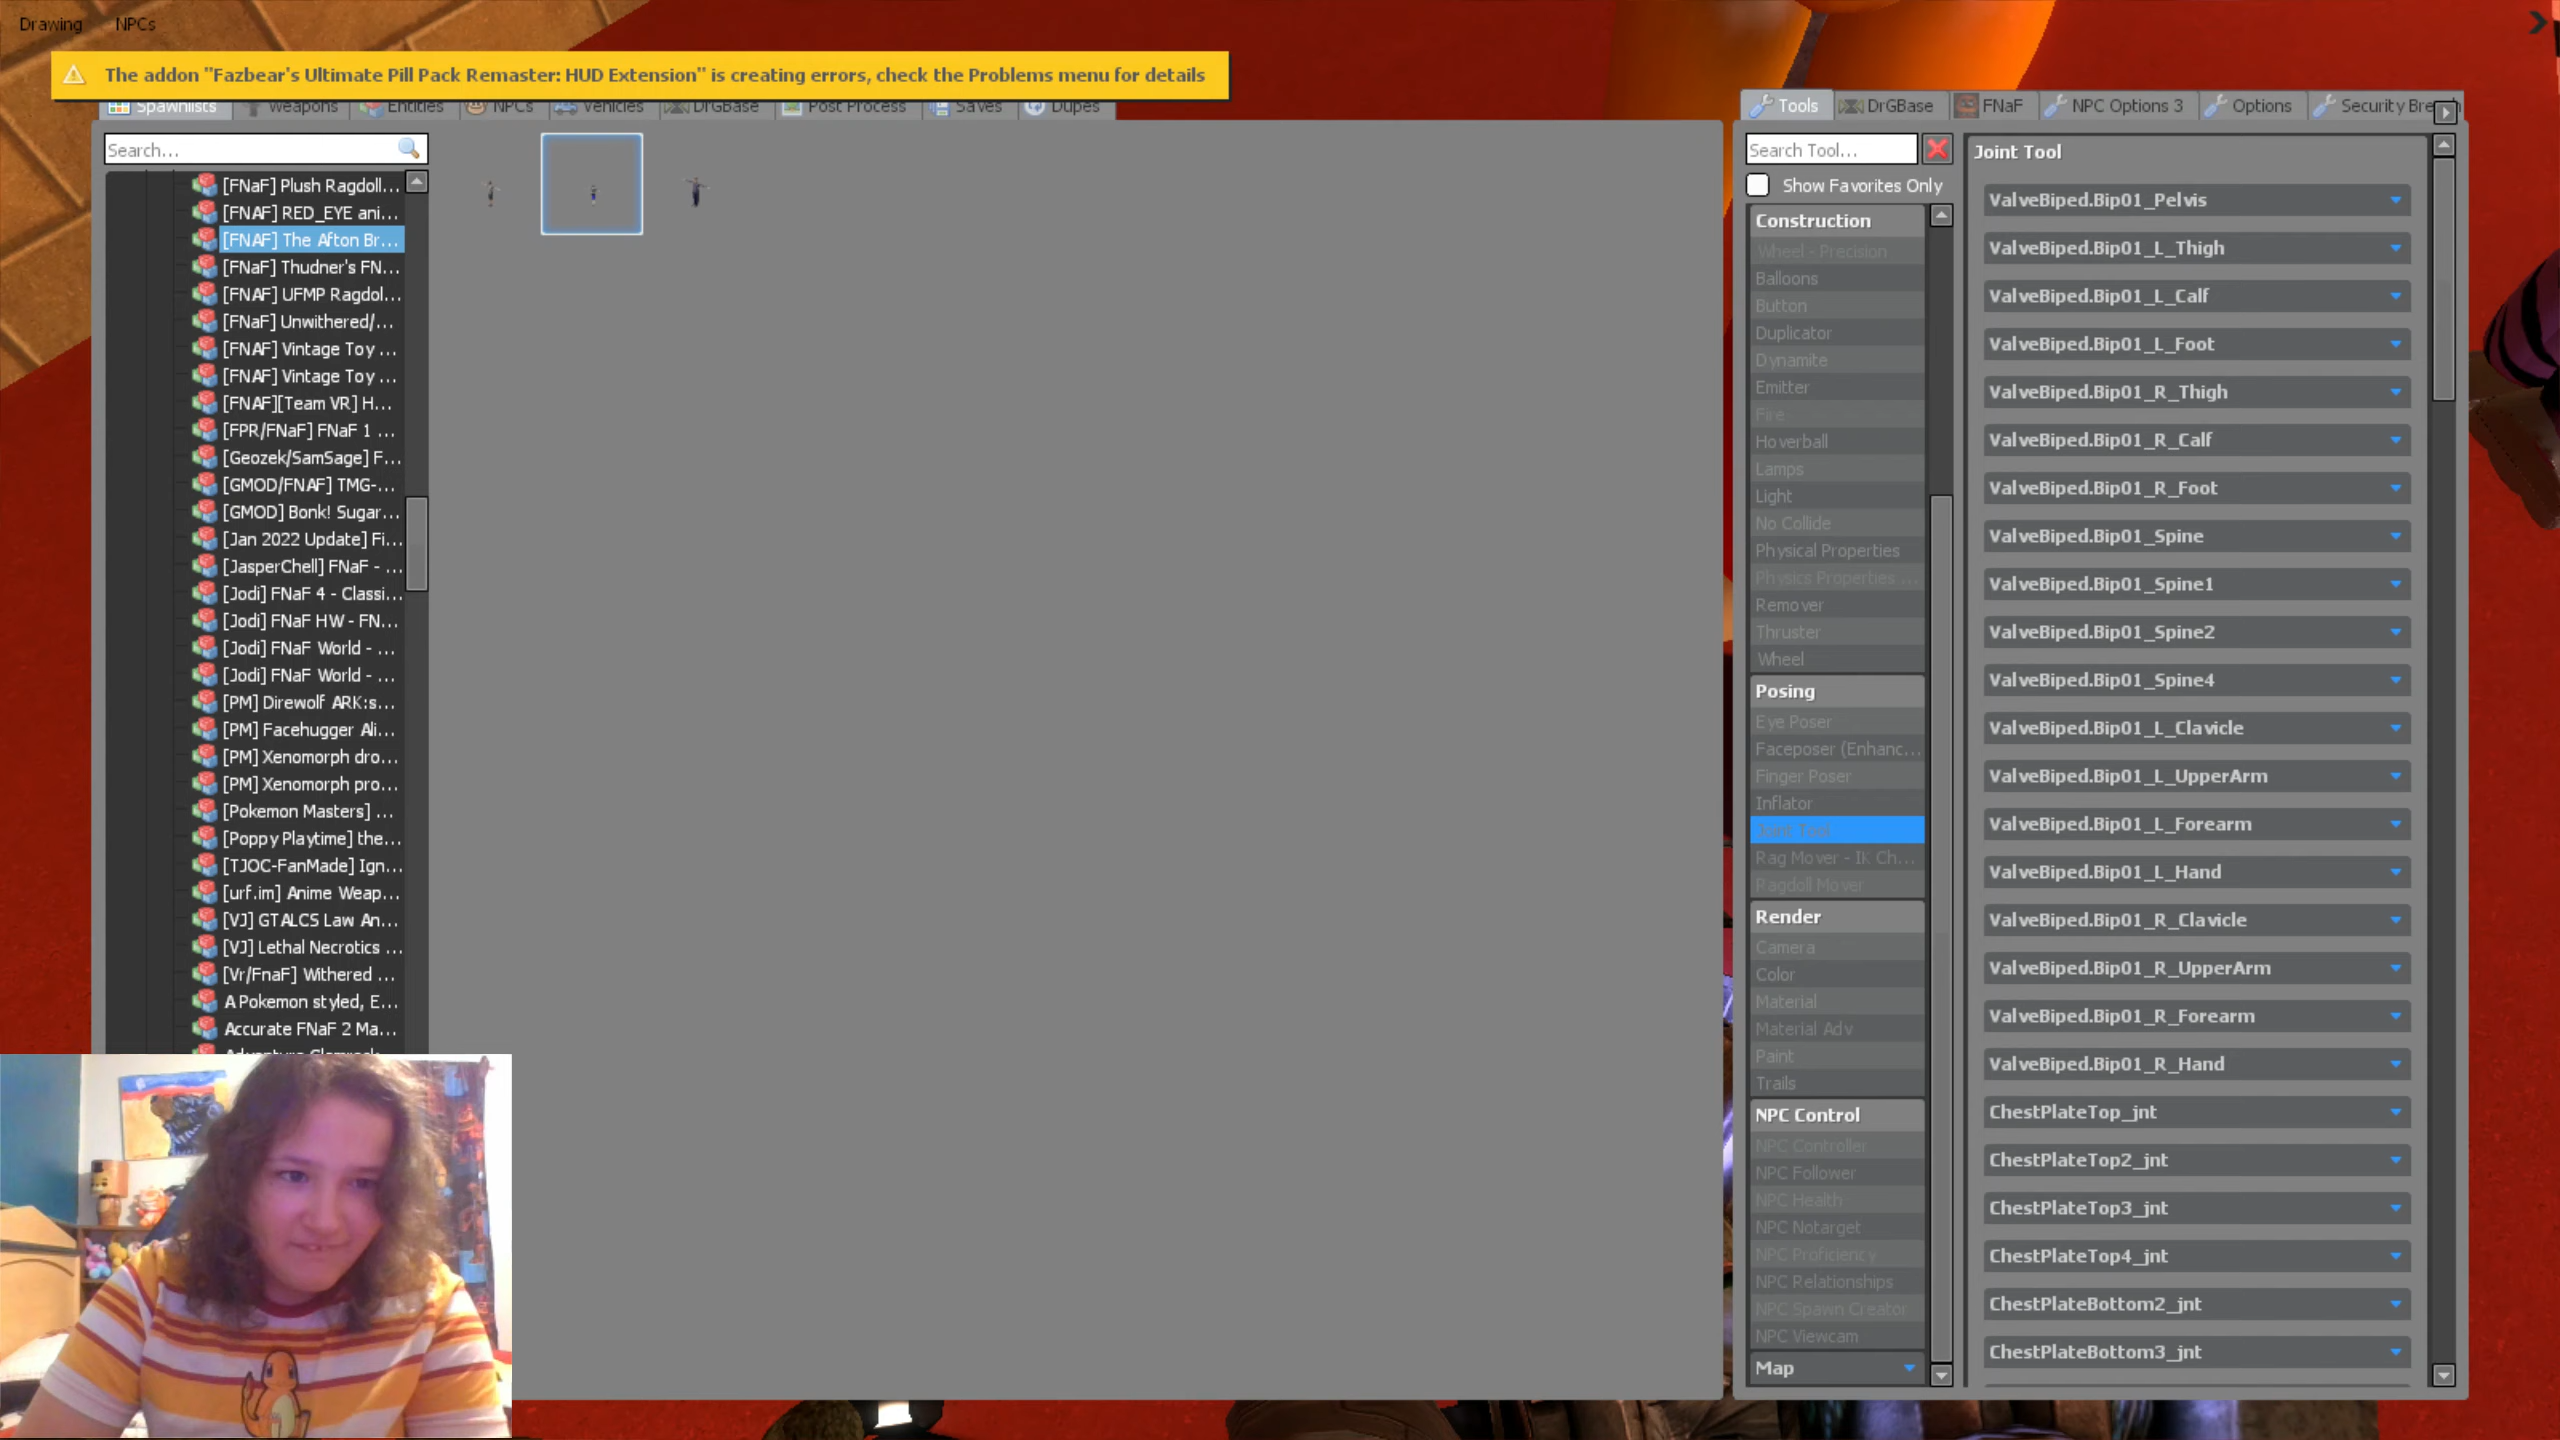 Drawing NPCs
The addon "Fazbear's Ultimate Pill Pack Remaster: HUD Extension" is creating errors, check the Problems menu for details
Spawnlists Weapons Entities NPCs Vehicles DrGBase Post Process Saves Dupes
Search...
[FNaF] Plush Ragdoll...
[FNAF] RED_EYE ani...
[FNAF] The Afton Br...
[FNaF] Thudner's FN...
[FNAF] UFMP Ragdol...
[FNaF] Unwithered/...
[FNAF] Vintage Toy ...
[FNAF] Vintage Toy ...
[FNAF][Team VR] H...
[FPR/FNaF] FNaF 1 ...
[Geozek/SamSage] F...
[GMOD/FNAF] TMG-...
[GMOD] Bonk! Sugar...
[Jan 2022 Update] Fi...
[JasperChell] FNaF - ...
[Jodi] FNaF 4 - Classi...
[Jodi] FNaF HW - FN...
[Jodi] FNaF World - ...
[Jodi] FNaF World - ...
[PM] Direwolf ARK:s...
[PM] Facehugger Ali...
[PM] Xenomorph dro...
[PM] Xenomorph pro...
[Pokemon Masters] ...
[Poppy Playtime] the...
[TJOC-FanMade] Ign...
[urf.im] Anime Weap...
[VJ] GTALCS Law An...
[VJ] Lethal Necrotics ...
[Vr/FnaF] Withered ...
A Pokemon styled, E...
Accurate FNaF 2 Ma...
Tools DrGBase FNaF NPC Options 3 Options Security
Search Tool...
Show Favorites Only
Construction
Wheel - Precision
Balloons
Button
Duplicator
Dynamite
Emitter
Fire
Hoverball
Lamps
Light
No Collide
Physical Properties
Physics Properties ...
Remover
Thruster
Wheel
Posing
Eye Poser
Faceposer (Enhanc...
Finger Poser
Inflator
Joint Tool
Rag Mover - IK Ch...
Ragdoll Mover
Render
Camera
Color
Material
Material Adv
Paint
Trails
NPC Control
NPC Controller
NPC Follower
NPC Health
NPC Notarget
NPC Proficiency
NPC Relationships
NPC Spawn Creator
NPC Viewcam
Map
Joint Tool
ValveBiped.Bip01_Pelvis
ValveBiped.Bip01_L_Thigh
ValveBiped.Bip01_L_Calf
ValveBiped.Bip01_L_Foot
ValveBiped.Bip01_R_Thigh
ValveBiped.Bip01_R_Calf
ValveBiped.Bip01_R_Foot
ValveBiped.Bip01_Spine
ValveBiped.Bip01_Spine1
ValveBiped.Bip01_Spine2
ValveBiped.Bip01_Spine4
ValveBiped.Bip01_L_Clavicle
ValveBiped.Bip01_L_UpperArm
ValveBiped.Bip01_L_Forearm
ValveBiped.Bip01_L_Hand
ValveBiped.Bip01_R_Clavicle
ValveBiped.Bip01_R_UpperArm
ValveBiped.Bip01_R_Forearm
ValveBiped.Bip01_R_Hand
ChestPlateTop_jnt
ChestPlateTop2_jnt
ChestPlateTop3_jnt
ChestPlateTop4_jnt
ChestPlateBottom2_jnt
ChestPlateBottom3_jnt